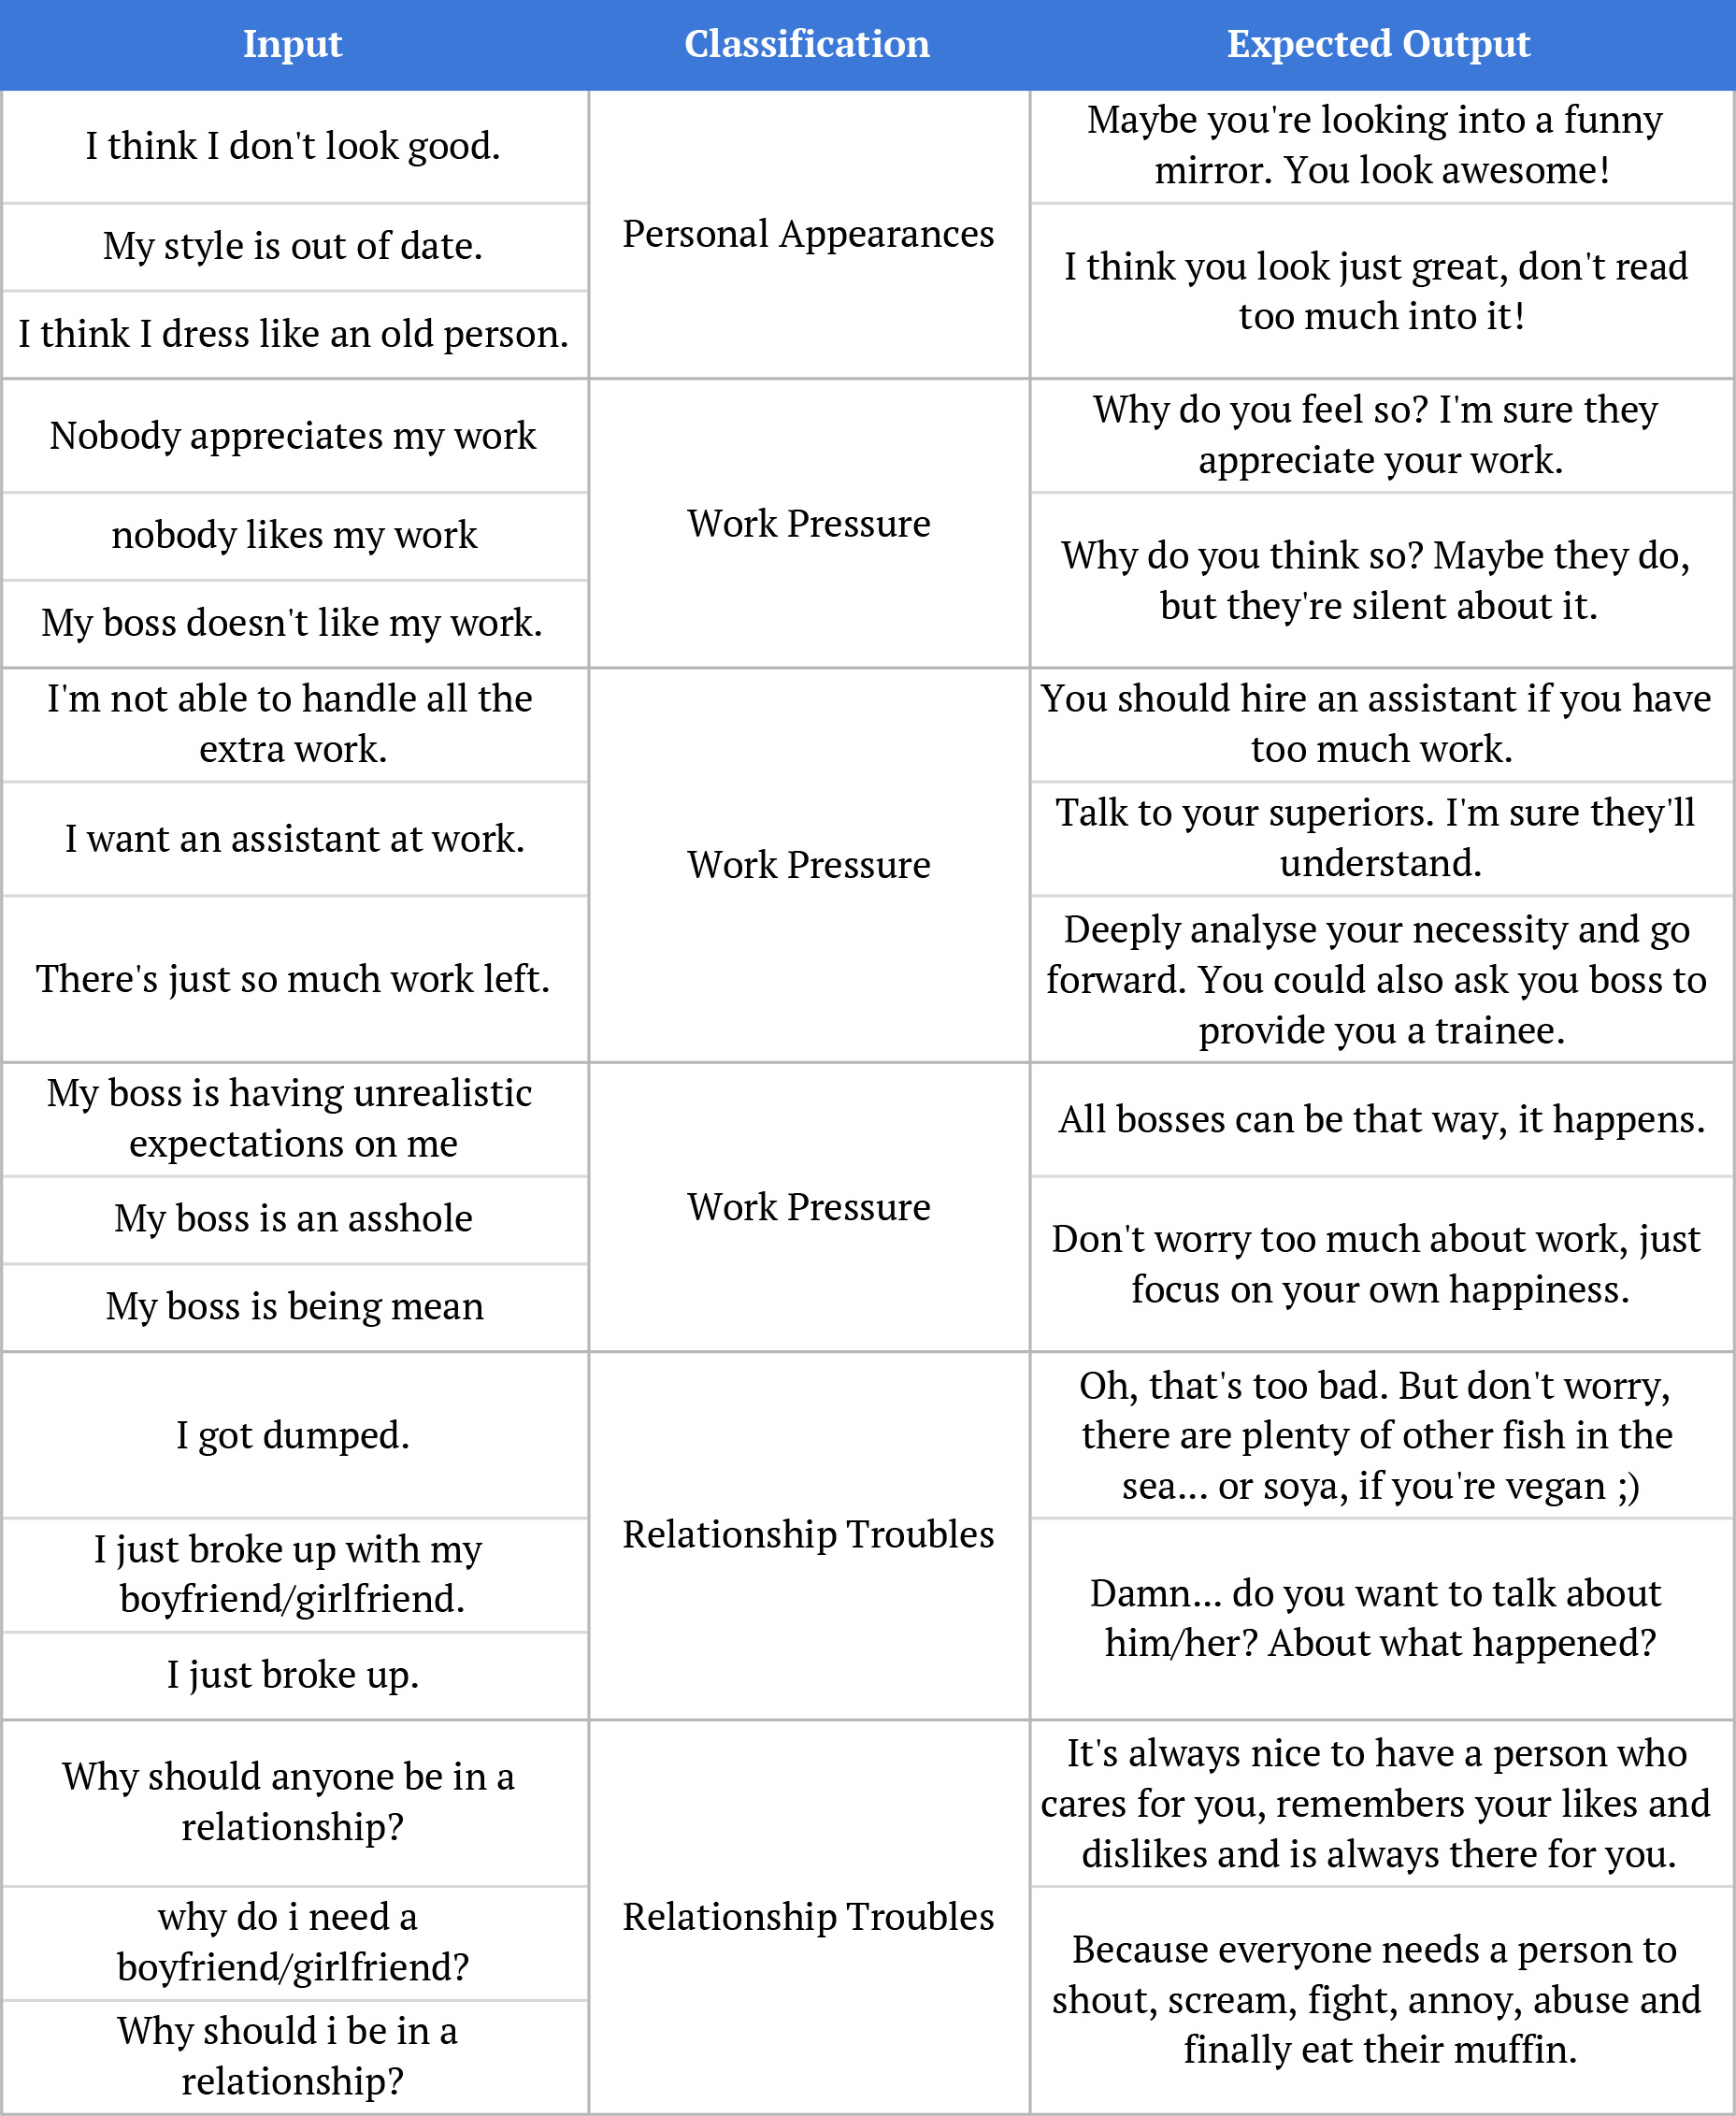 Input Classification Expected Output
I think I don't look good.
My style is out of date.
I think I dress like an old person.
Personal Appearances
Maybe you're looking into a funny
mirror. You look awesome!
I think you look just great, don't read
too much into it!
Nobody appreciates my work
nobody likes my work
My boss doesn't like my work.
Work Pressure
Why do you feel so? I'm sure they
appreciate your work.
Why do you think so? Maybe they do,
but they're silent about it.
I'm not able to handle all the
extra work.
I want an assistant at work.
There's just so much work left.
Work Pressure
You should hire an assistant if you have
too much work.
Talk to your superiors. I'm sure they'll
understand.
Deeply analyse your necessity and go
forward. You could also ask you boss to
provide you a trainee.
My boss is having unrealistic
expectations on me
My boss is an asshole
My boss is being mean
Work Pressure
All bosses can be that way, it happens.
Don't worry too much about work, just
focus on your own happiness.
I got dumped.
I just broke up with my
boyfriend/girlfriend.
I just broke up.
Relationship Troubles
Oh, that's too bad. But don't worry,
there are plenty of other fish in the
sea... or soya, if you're vegan ;)
Damn... do you want to talk about
him/her? About what happened?
Why should anyone be in a
relationship?
why do i need a
boyfriend/girlfriend?
Why should i be in a
relationship?
Relationship Troubles
It's always nice to have a person who
cares for you, remembers your likes and
dislikes and is always there for you.
Because everyone needs a person to
shout, scream, fight, annoy, abuse and
finally eat their muffin.